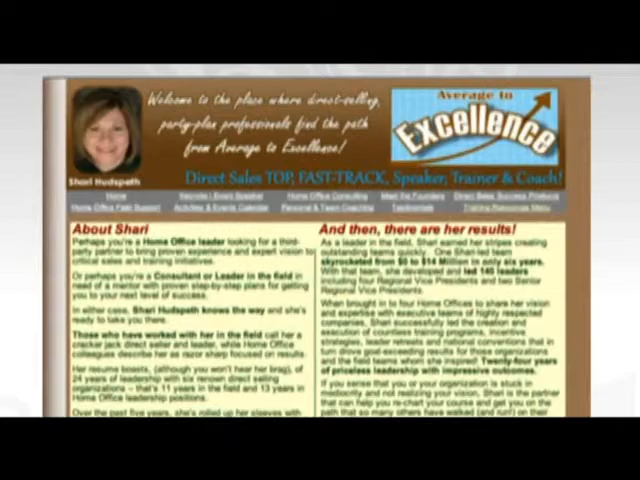 Welcome to the place where direct-selling,
party-plan professionals find the path
from Average to Excellence!
Average to
Excellence
Shari Hudspeth
Direct Sales TOP, FAST-TRACK, Speaker, Trainer & Coach!
Home Keynote / Event Speaker Home Office Consulting Meet the Founders Direct Sales Success Products
Home Office Field Support Activities & Events Calendar Personal & Team Coaching Testimonials Training Resources Menu
About Shari
Perhaps you're a Home Office leader looking for a third-
party partner to bring proven experience and expert vision to
critical sales and training initiatives.
Or perhaps you're a Consultant or Leader in the field in
need of a mentor with proven step-by-step plans for getting
you to your next level of success.
In either case, Shari Hudspeth knows the way and she's
ready to take you there.
Those who have worked with her in the field call her a
cracker jack direct seller and leader, while Home Office
colleagues describe her as razor sharp focused on results.
Her resume boasts, (although you won't hear her brag), of
24 years of leadership with six renown direct selling
organizations – that's 11 years in the field and 13 years in
Home Office leadership positions.
Over the past five years, she's rolled up her sleeves with
And then, there are her results!
As a leader in the field, Shari earned her stripes creating
outstanding teams quickly. One Shari-led team
skyrocketed from $0 to $14 Million in only six years.
With that team, she developed and led 140 leaders
including four Regional Vice Presidents and two Senior
Regional Vice Presidents.
When brought in to four Home Offices to share her vision
and expertise with executive teams of highly respected
companies, Shari successfully led the creation and
execution of countless training programs, incentive
strategies, leader retreats and national conventions that in
turn drove goal-exceeding results for those organizations
and the field teams whom she inspired. Twenty-four years
of priceless leadership with impressive outcomes.
If you sense that you or your organization is stuck in
mediocrity and not realizing your vision, Shari is the partner
that can help you re-chart your course and get you on the
path that so many others have walked (and run!) on their